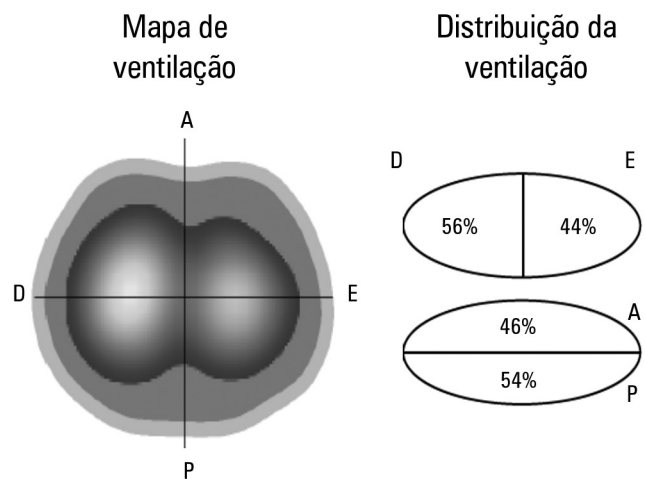 Mapa de
ventilação
A
D
E
P
Distribuição da
ventilação
D
E
56%
44%
A
46%
54%
P